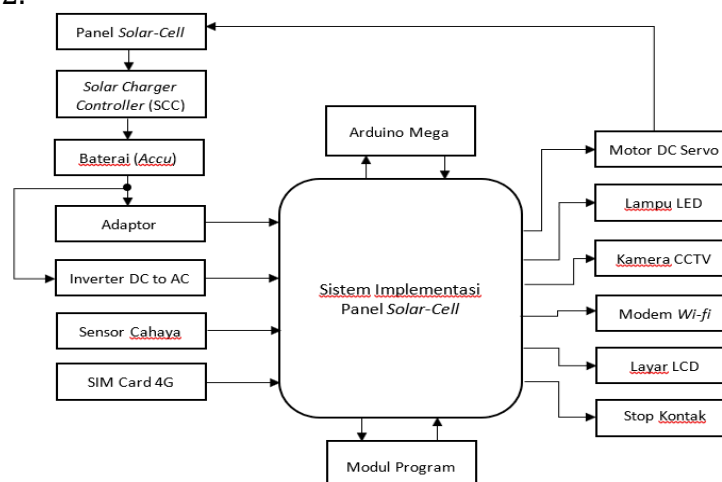 2.
Panel Solar-Cell
Solar Charger
Controller (SCC)
Baterai (Accu)
Adaptor
Inverter DC to AC
Sensor Cahaya
SIM Card 4G
Arduino Mega
Sistem Implementasi
Panel Solar-Cell
Modul Program
Motor DC Servo
Lampu LED
Kamera CCTV
Modem Wi-fi
Layar LCD
Stop Kontak